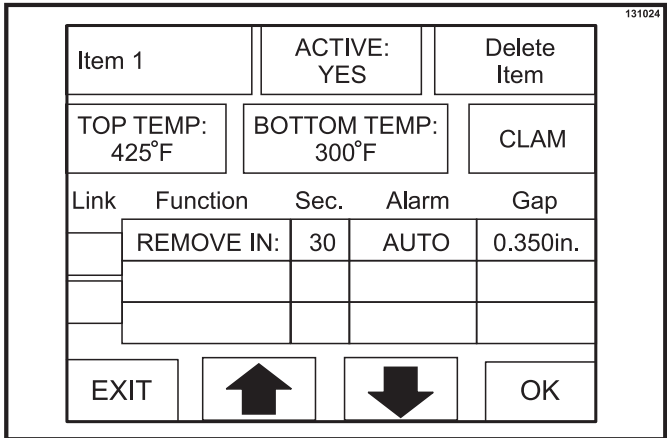 131024
Item 1
ACTIVE:
YES
Delete
Item
TOP TEMP:
425°F
BOTTOM TEMP:
300°F
CLAM
Link Function Sec. Alarm Gap
REMOVE IN: 30 AUTO 0.350in.
EXIT
OK